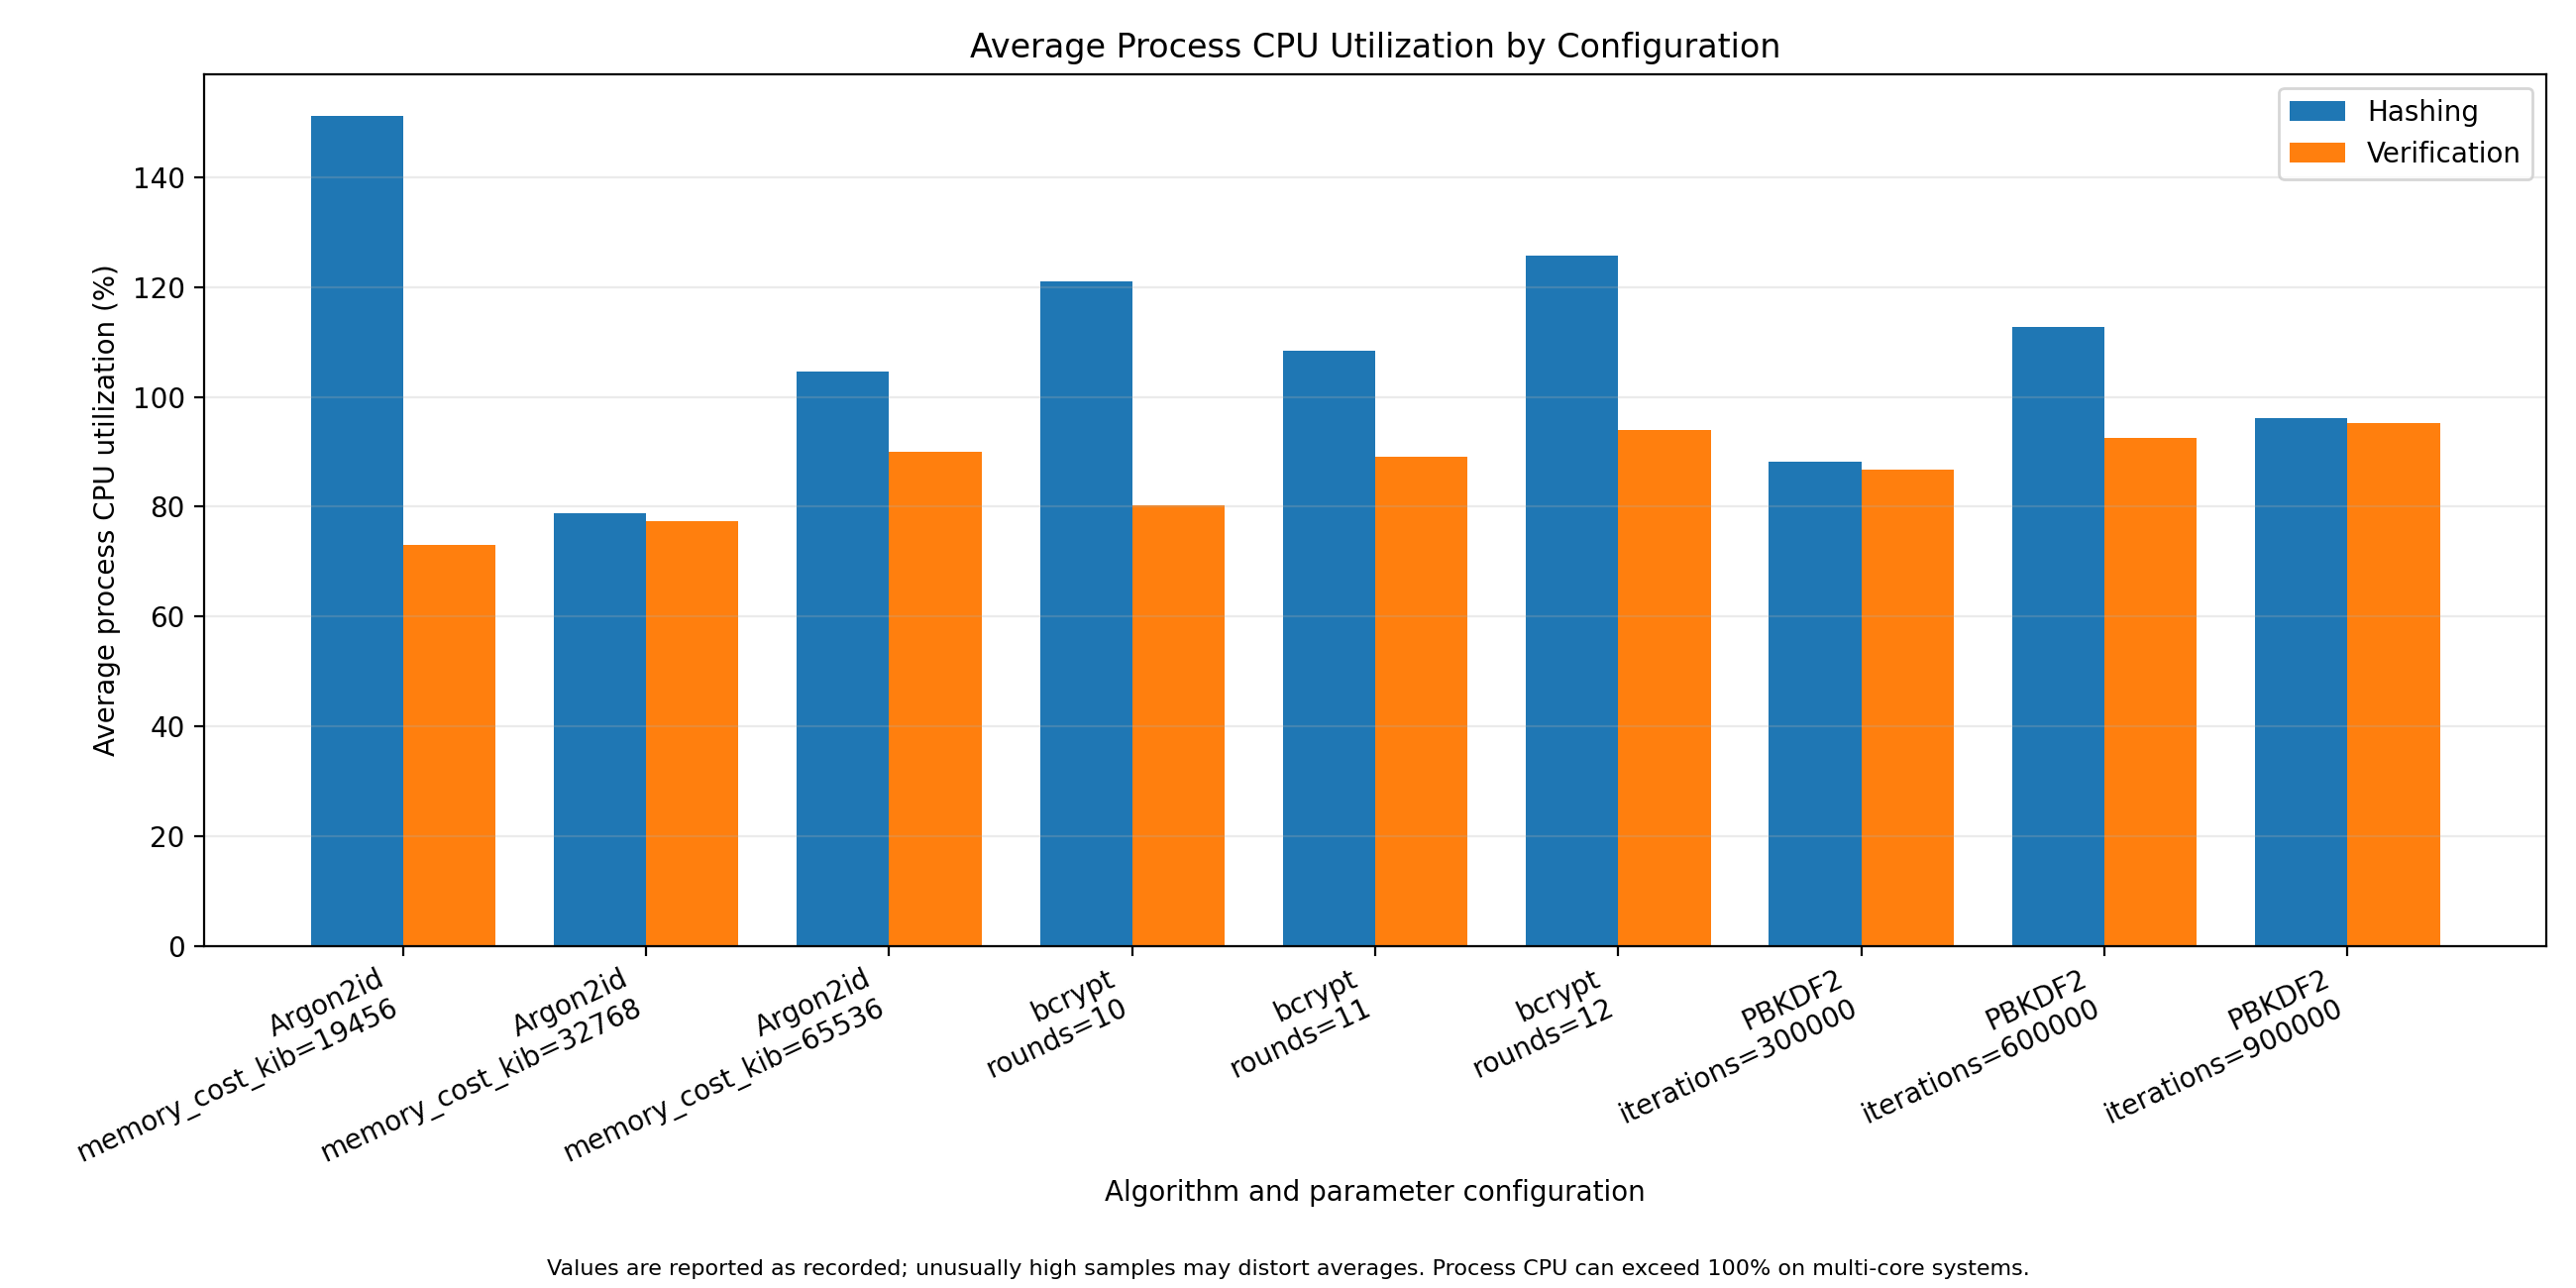 Average Process CPU Utilization by Configuration
Hashing
Verification
Average process CPU utilization (%)
140
120
100
80
60
40
20
0
Argon2id
memory_cost_kib=19456
Argon2id
memory_cost_kib=32768
Argon2id
memory_cost_kib=65536
bcrypt
rounds=10
bcrypt
rounds=11
bcrypt
rounds=12
PBKDF2
iterations=300000
PBKDF2
iterations=600000
PBKDF2
iterations=900000
Algorithm and parameter configuration
Values are reported as recorded; unusually high samples may distort averages. Process CPU can exceed 100% on multi-core systems.